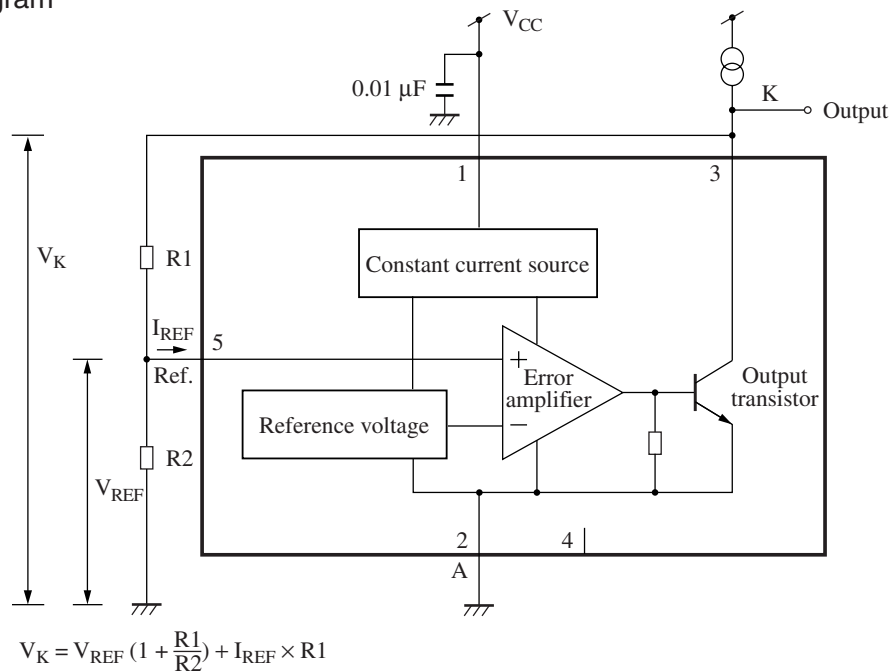 gram
V_CC
0.01 µF
K
Output
1
3
V_K
R1
Constant current source
I_REF
5
Ref.
+
Error
amplifier
Output
transistor
Reference voltage
−
R2
V_REF
2
4
A
V_K = V_REF (1 + R1/R2) + I_REF × R1